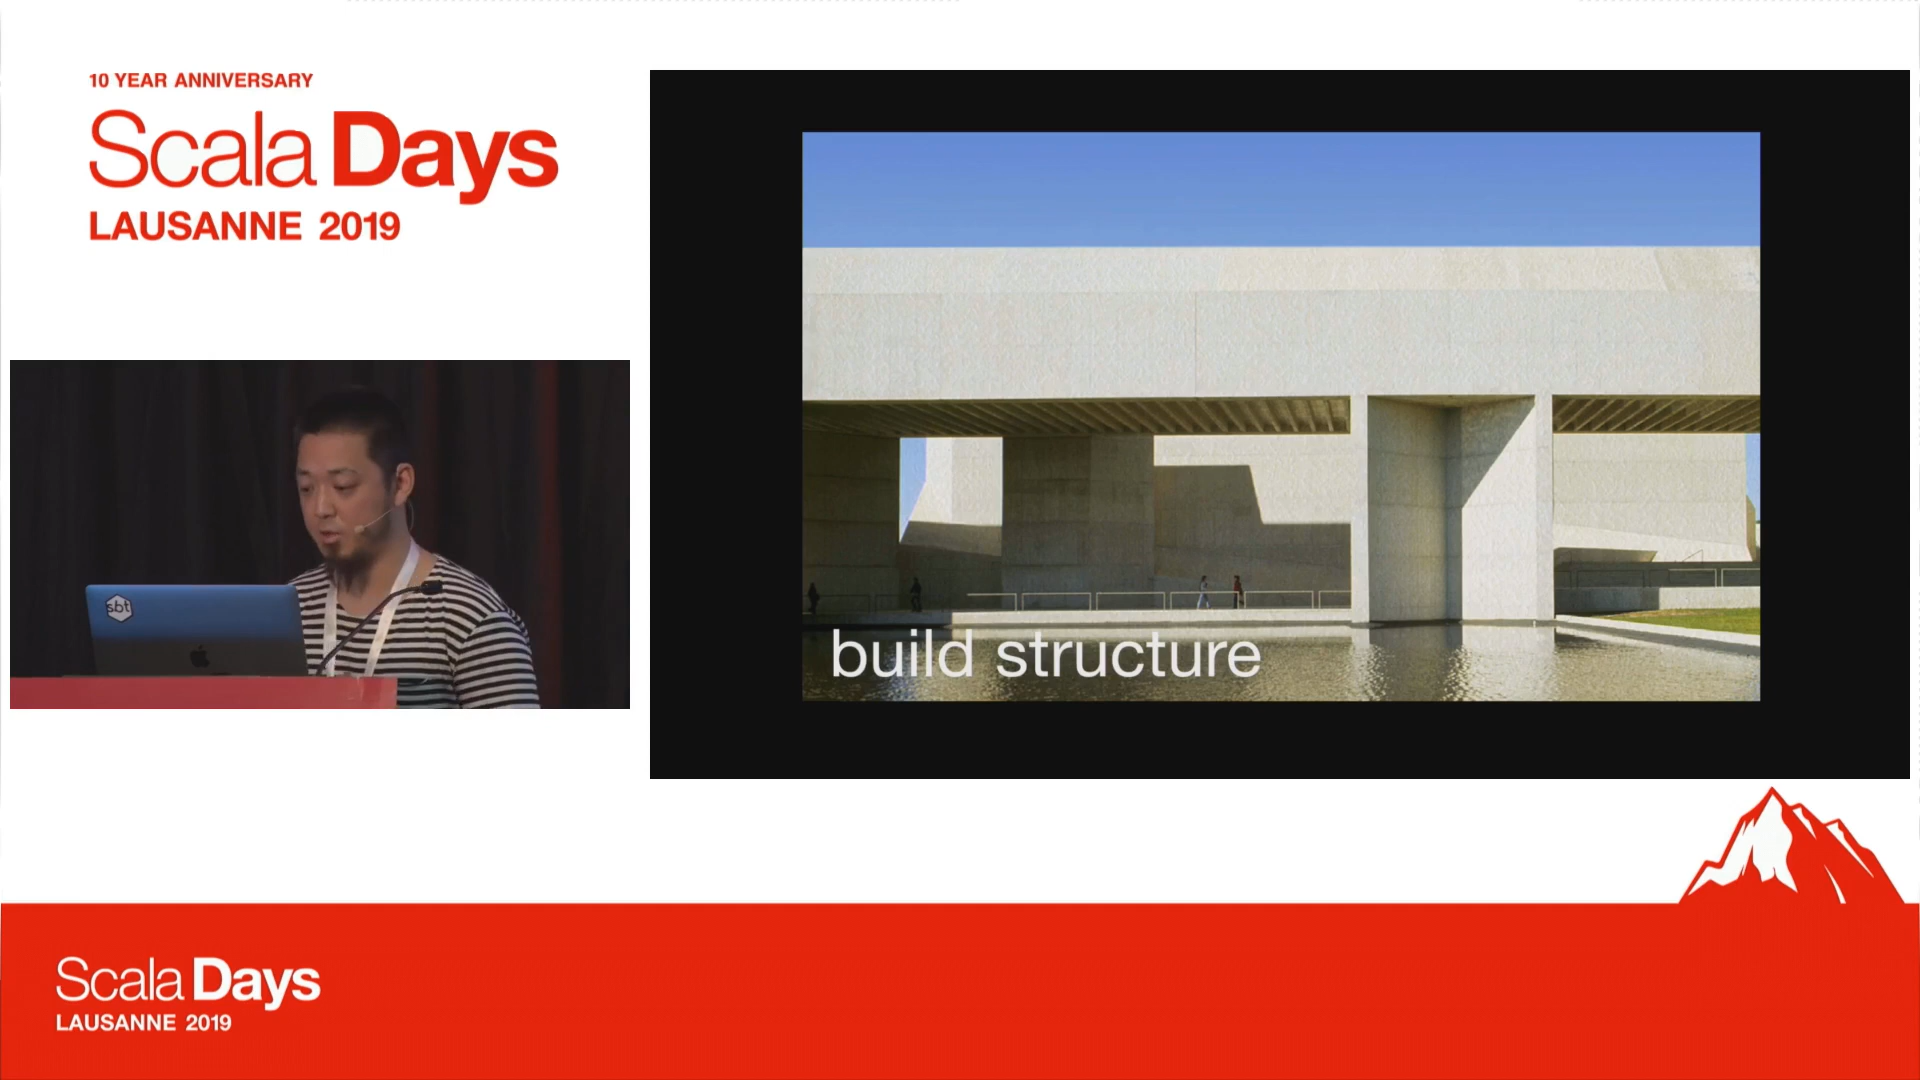 10 YEAR ANNIVERSARY
Scala Days
LAUSANNE 2019
sbt
build structure
Scala Days
LAUSANNE 2019